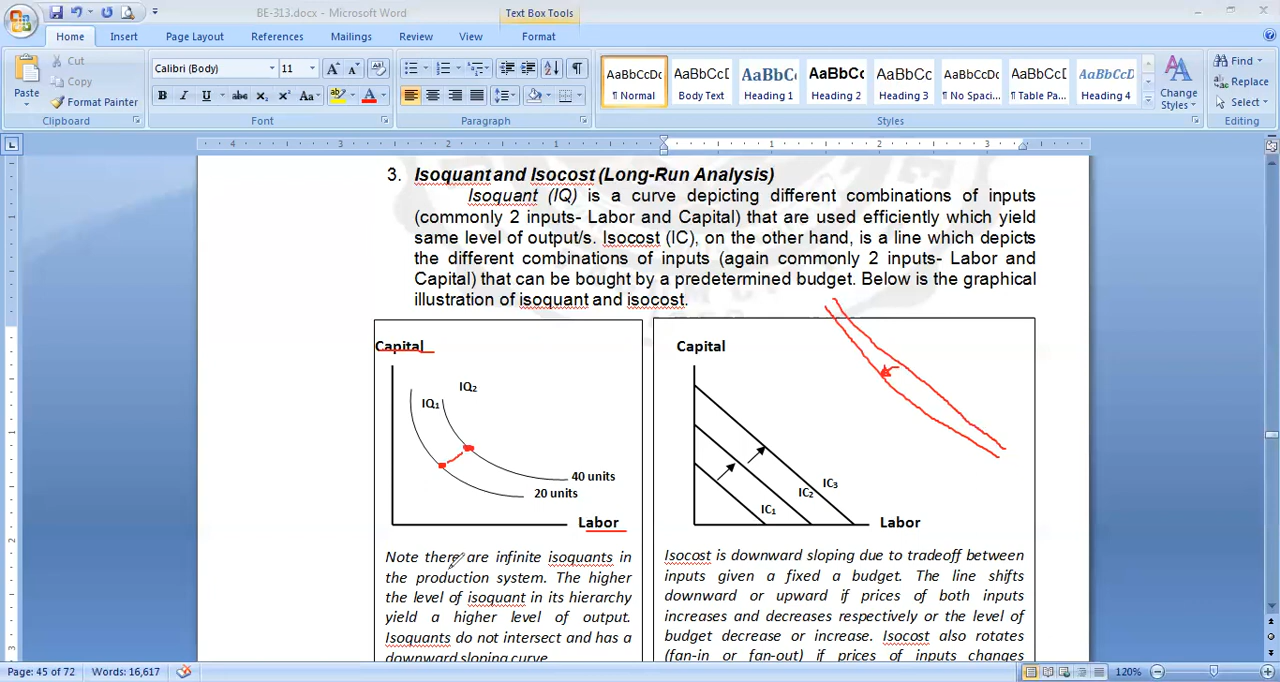 BE-313.docx - Microsoft Word
Text Box Tools
Home Insert Page Layout References Mailings Review View Format
Paste
Cut
Copy
Format Painter
Clipboard
Calibri (Body) 11
Font
Paragraph
AaBbCcDc AaBbCcD AaBbC AaBbCc AaBbCc AaBbCcDc AaBbCcD AaBbCcD
¶ Normal Body Text Heading 1 Heading 2 Heading 3 ¶ No Spaci... ¶ Table Pa... Heading 4
Change Styles
Styles
Find
Replace
Select
Editing
4 3 2 1 1 2 3
3. Isoquant and Isocost (Long-Run Analysis)
Isoquant (IQ) is a curve depicting different combinations of inputs
(commonly 2 inputs- Labor and Capital) that are used efficiently which yield
same level of output/s. Isocost (IC), on the other hand, is a line which depicts
the different combinations of inputs (again commonly 2 inputs- Labor and
Capital) that can be bought by a predetermined budget. Below is the graphical
illustration of isoquant and isocost.
Capital
IQ2
IQ1
40 units
20 units
Labor
Note there are infinite isoquants in
the production system. The higher
the level of isoquant in its hierarchy
yield a higher level of output.
Isoquants do not intersect and has a
downward sloping curve.
Capital
IC3
IC2
IC1
Labor
Isocost is downward sloping due to tradeoff between
inputs given a fixed a budget. The line shifts
downward or upward if prices of both inputs
increases and decreases respectively or the level of
budget decrease or increase. Isocost also rotates
(fan-in or fan-out) if prices of inputs changes
Page: 45 of 72 Words: 16,617 120%